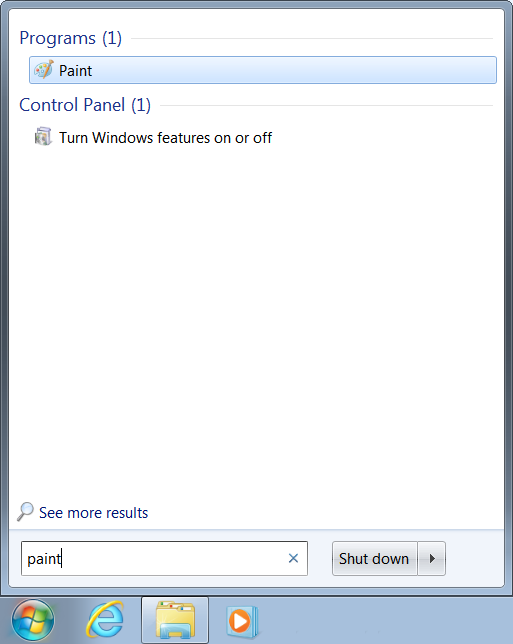 Programs (1)
Paint
Control Panel (1)
Turn Windows features on or off
See more results
paint
Shut down